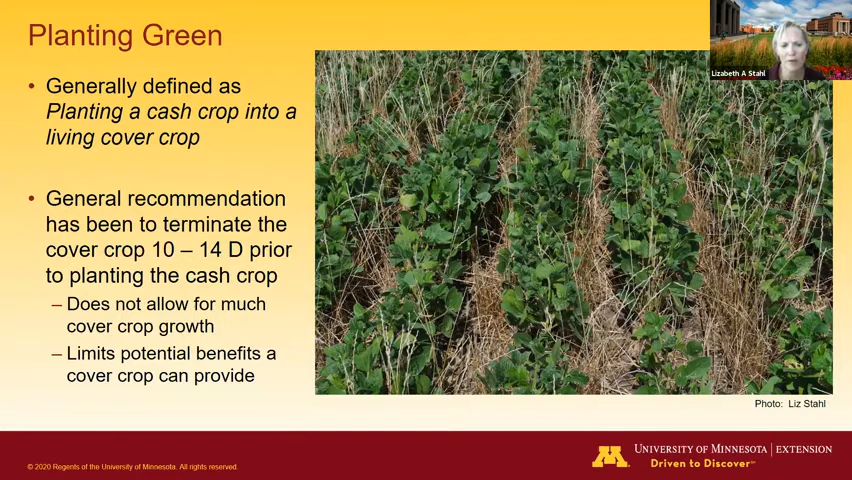 Planting Green
• Generally defined as
Planting a cash crop into a
living cover crop
• General recommendation
has been to terminate the
cover crop 10 – 14 D prior
to planting the cash crop
– Does not allow for much
cover crop growth
– Limits potential benefits a
cover crop can provide
Lizabeth A Stahl
Photo: Liz Stahl
© 2020 Regents of the University of Minnesota. All rights reserved.
M
UNIVERSITY OF MINNESOTA | EXTENSION
Driven to Discover℠